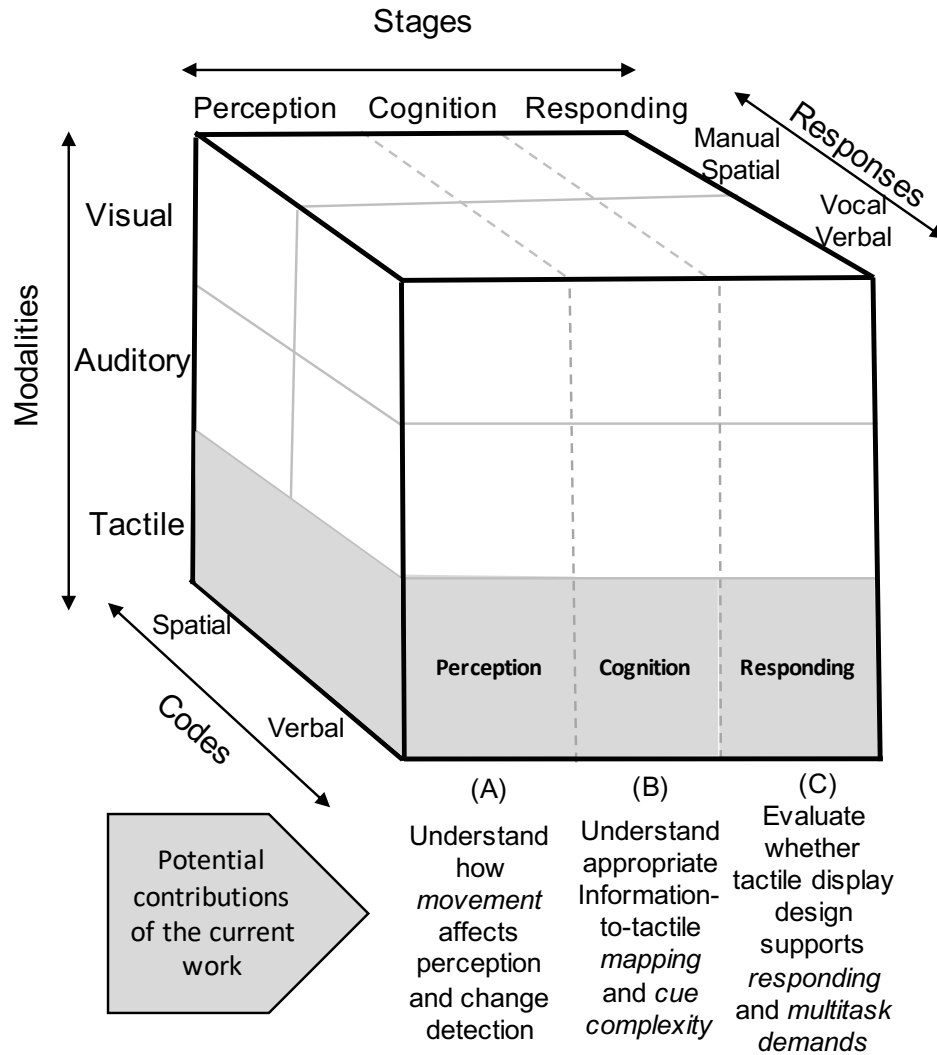 Stages
Perception Cognition Responding
Responses
Manual
Spatial
Vocal
Verbal
Modalities
Visual
Auditory
Tactile
Spatial
Verbal
Codes
Perception Cognition Responding
Potential
contributions
of the current
work
(A)
Understand
how
movement
affects
perception
and change
detection
(B)
Understand
appropriate
Information-
to-tactile
mapping
and cue
complexity
(C)
Evaluate
whether
tactile display
design
supports
responding
and multitask
demands